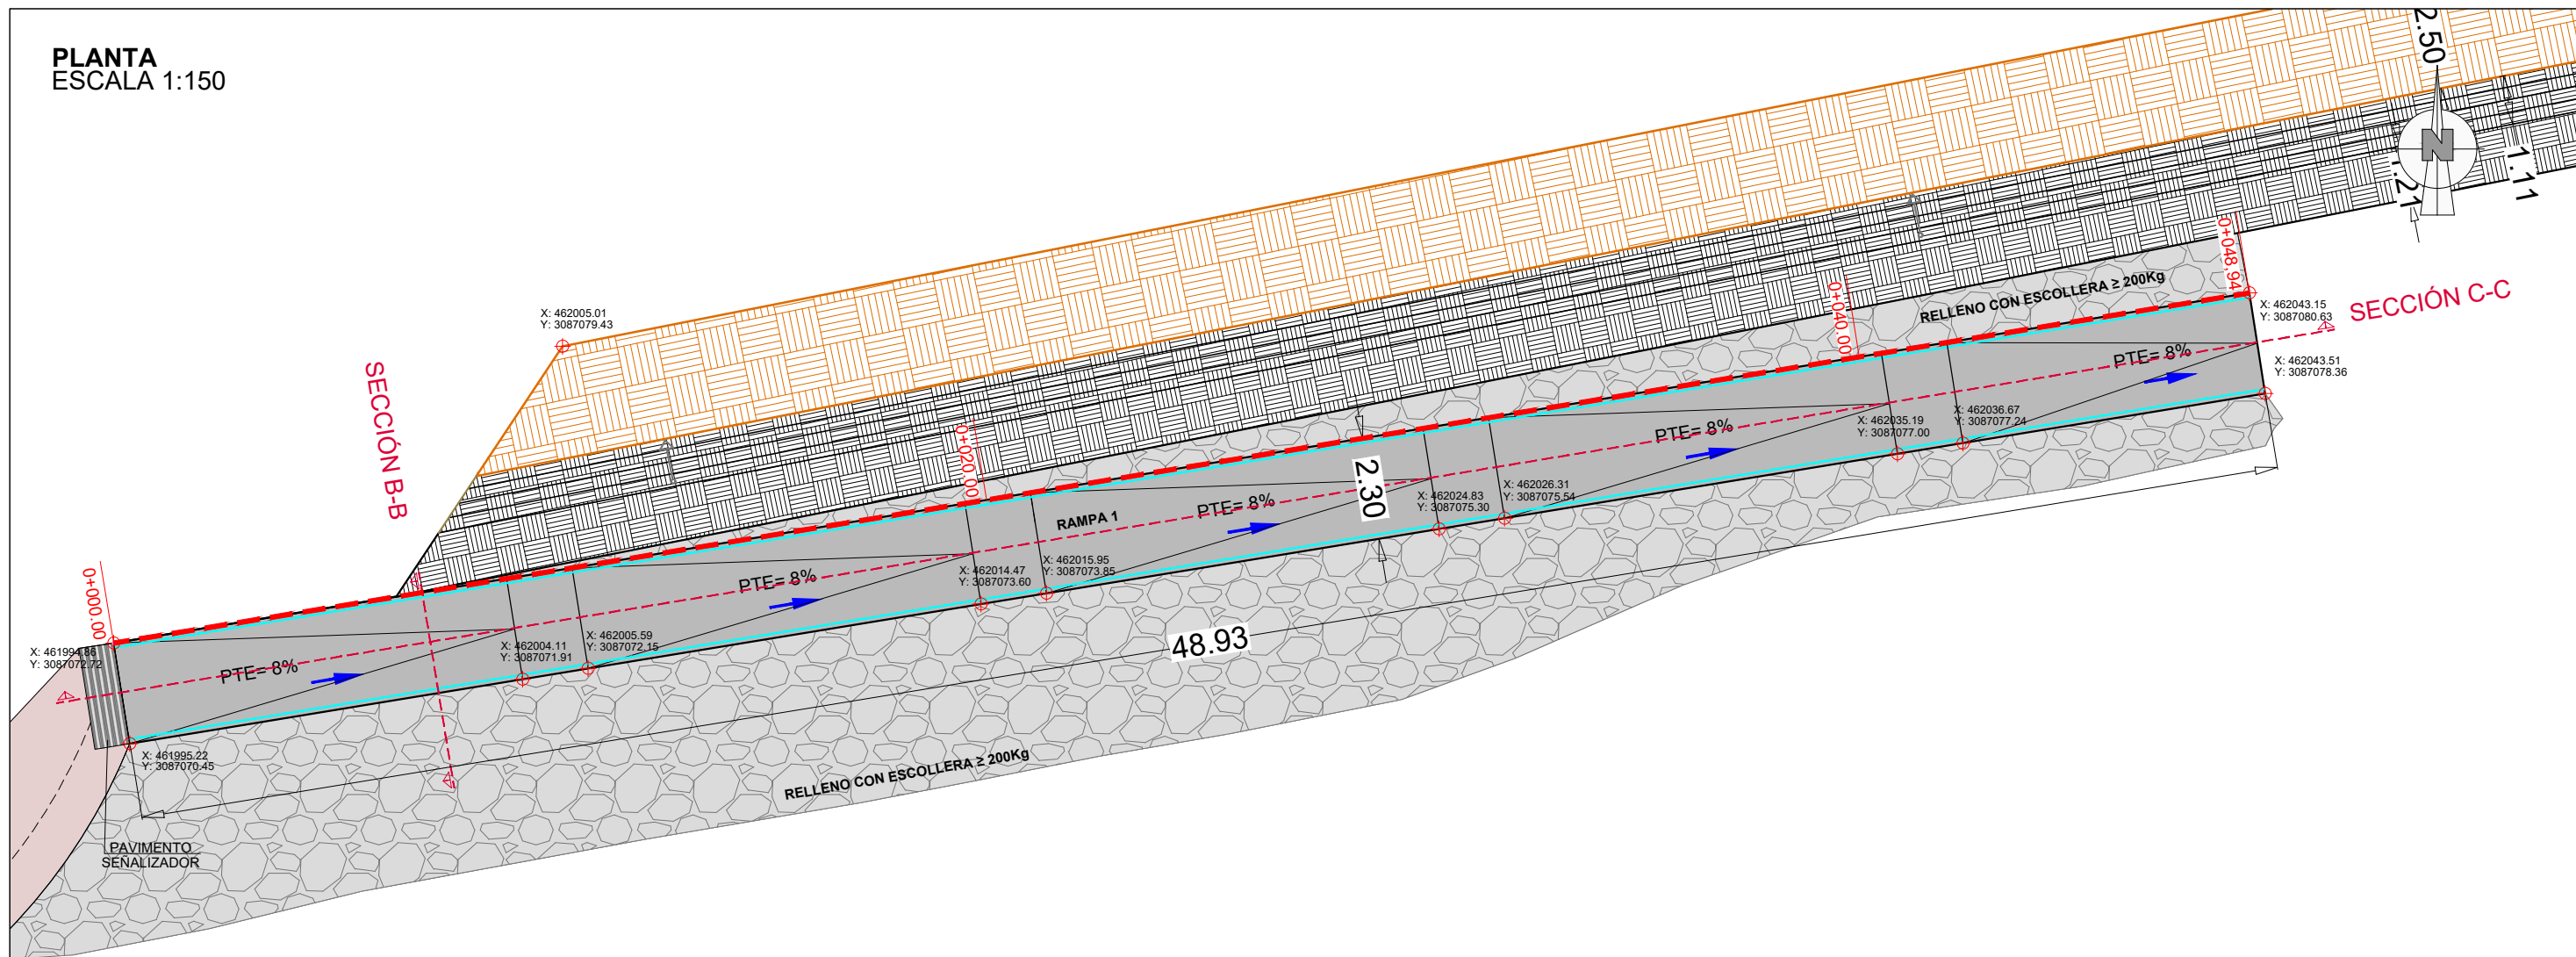 PLANTA
ESCALA 1:150
2.50
N
1.11
X: 462005.01
Y: 3087079.43
SECCIÓN B-B
SECCIÓN C-C
0+048,94
RELLENO CON ESCOLLERA ≥ 200Kg
0+040.00
X: 462043.15
Y: 3087080.63
PTE= 8%
X: 462043.51
Y: 3087078.36
X: 462036.67
Y: 3087077.24
X: 462035.19
Y: 3087077.00
PTE= 8%
0+020.00
2.30
X: 462026.31
Y: 3087075.54
X: 462024.83
Y: 3087075.30
PTE= 8%
RAMPA 1
X: 462015.95
Y: 3087073.85
X: 462014.47
Y: 3087073.60
PTE= 8%
0+000.00
X: 462005.59
Y: 3087072.15
X: 462004.11
Y: 3087071.91
X: 461994.86
Y: 3087072.72
PTE= 8%
48.93
X: 461995.22
Y: 3087070.45
RELLENO CON ESCOLLERA ≥ 200Kg
PAVIMENTO
SEÑALIZADOR